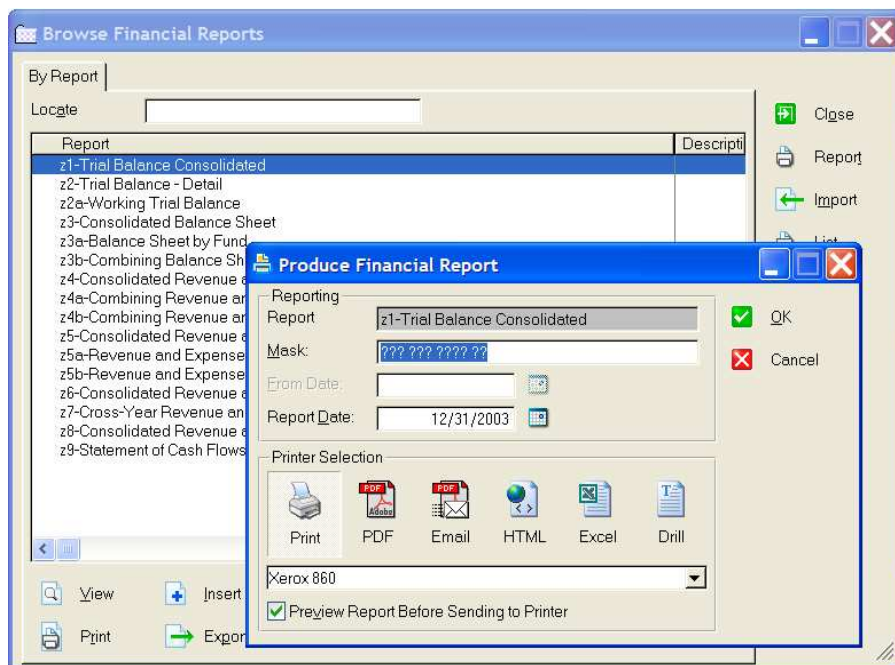 Browse Financial Reports
By Report
Locate
Report Descripti
z1-Trial Balance Consolidated
z2-Trial Balance - Detail
z2a-Working Trial Balance
z3-Consolidated Balance Sheet
z3a-Balance Sheet by Fund
z3b-Combining Balance Sh
z4-Consolidated Revenue a
z4a-Combining Revenue an
z4b-Combining Revenue ar
z5-Consolidated Revenue a
z5a-Revenue and Expense
z5b-Revenue and Expense
z6-Consolidated Revenue a
z7-Cross-Year Revenue an
z8-Consolidated Revenue a
z9-Statement of Cash Flows
View Insert
Print Expor
Close
Report
Import
List
Produce Financial Report
Reporting
Report z1-Trial Balance Consolidated
Mask: ??? ??? ???? ??
From Date:
Report Date: 12/31/2003
OK
Cancel
Printer Selection
Print PDF Email HTML Excel Drill
Xerox 860
Preview Report Before Sending to Printer